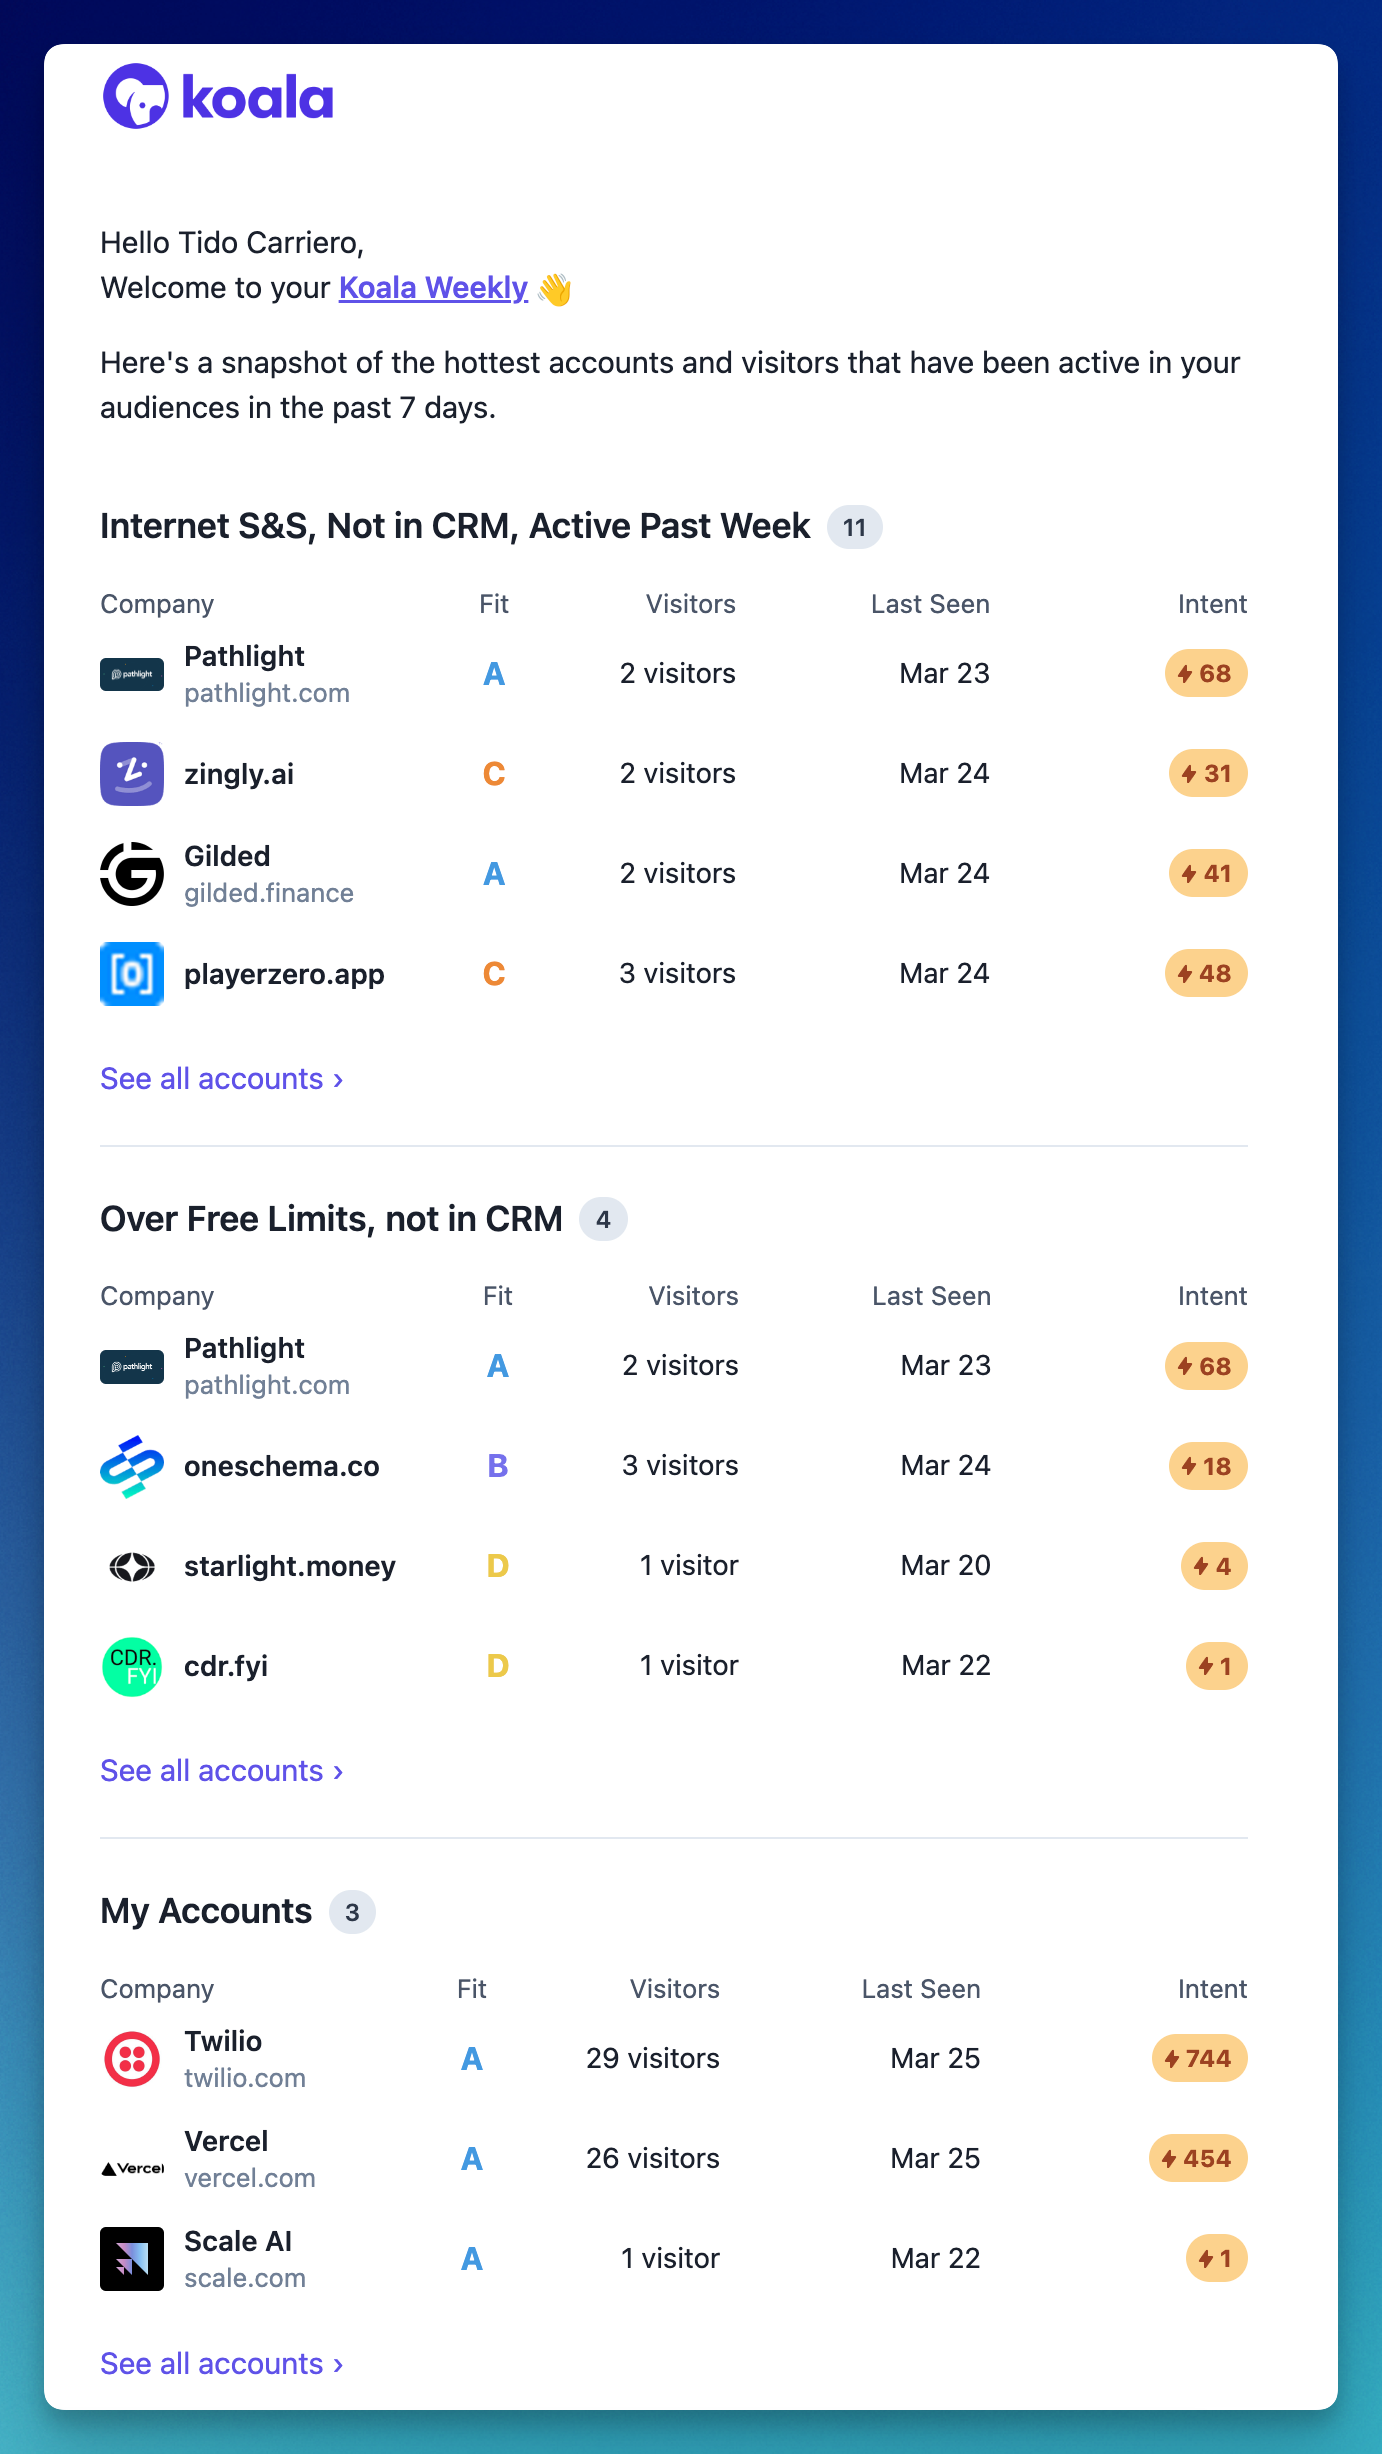 koala
Hello Tido Carriero,
Welcome to your Koala Weekly 👋
Here's a snapshot of the hottest accounts and visitors that have been active in your
audiences in the past 7 days.
Internet S&S, Not in CRM, Active Past Week 11
Company Fit Visitors Last Seen Intent
pathlight Pathlight
pathlight.com A 2 visitors Mar 23 68
zingly.ai C 2 visitors Mar 24 31
Gilded
gilded.finance A 2 visitors Mar 24 41
[0] playerzero.app C 3 visitors Mar 24 48
See all accounts ›
Over Free Limits, not in CRM 4
Company Fit Visitors Last Seen Intent
pathlight Pathlight
pathlight.com A 2 visitors Mar 23 68
oneschema.co B 3 visitors Mar 24 18
starlight.money D 1 visitor Mar 20 4
CDR.
FYI cdr.fyi D 1 visitor Mar 22 1
See all accounts ›
My Accounts 3
Company Fit Visitors Last Seen Intent
Twilio
twilio.com A 29 visitors Mar 25 744
Vercel
Vercel vercel.com A 26 visitors Mar 25 454
Scale AI
scale.com A 1 visitor Mar 22 1
See all accounts ›